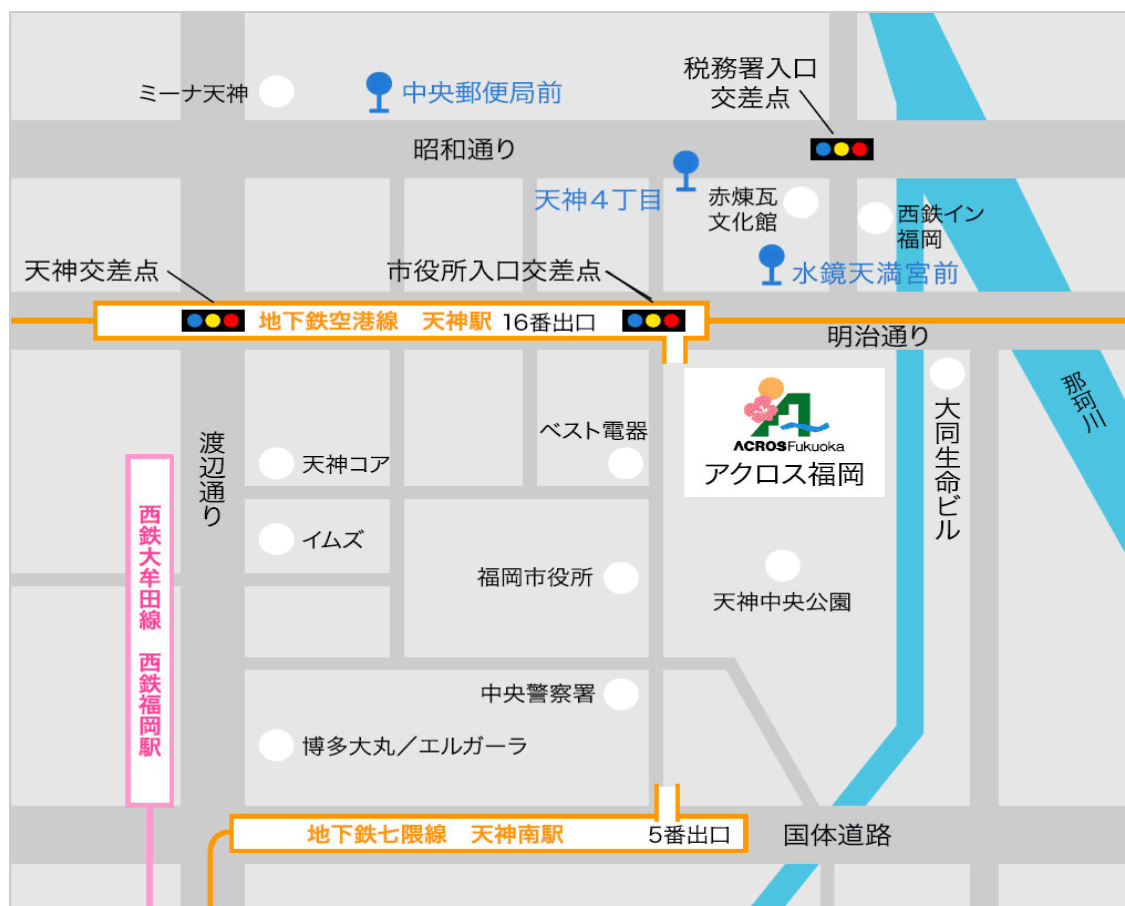 ミーナ天神
中央郵便局前
税務署入口
交差点
昭和通り
天神4丁目
赤煉瓦
文化館
西鉄イン
福岡
天神交差点
市役所入口交差点
水鏡天満宮前
地下鉄空港線 天神駅 16番出口
明治通り
那珂川
ACROS Fukuoka
アクロス福岡
大同生命ビル
ベスト電器
渡辺通り
天神コア
イムズ
西鉄大牟田線 西鉄福岡駅
福岡市役所
天神中央公園
中央警察署
博多大丸/エルガーラ
地下鉄七隈線 天神南駅 5番出口
国体道路